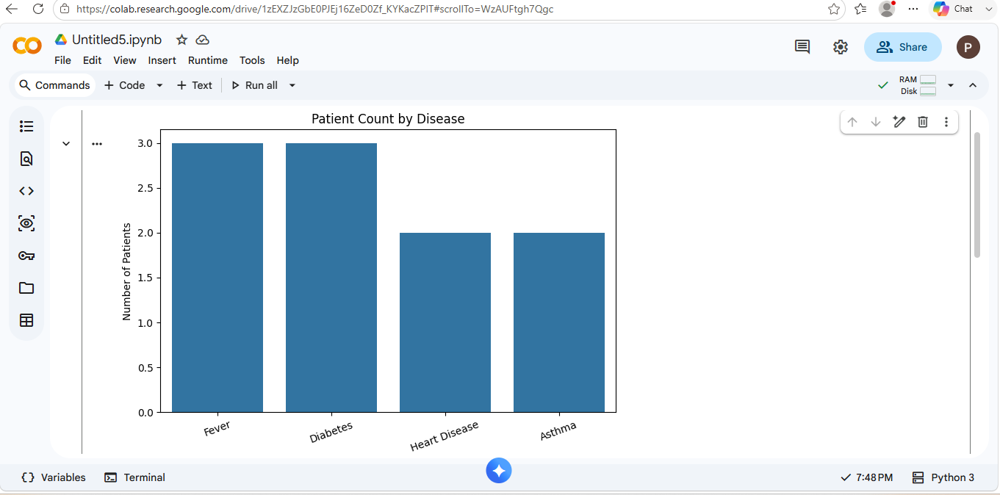 https://colab.research.google.com/drive/1zEXZJzGbE0PJEj16ZeD0Zf_KYKacZPIT#scrollTo=WzAUFtgh7Qgc
Chat
Untitled5.ipynb
File Edit View Insert Runtime Tools Help
Share
P
Commands + Code + Text Run all
RAM
Disk
Patient Count by Disease
Number of Patients
3.0
2.5
2.0
1.5
1.0
0.5
0.0
Fever Diabetes Heart Disease Asthma
Variables Terminal
7:48 PM Python 3